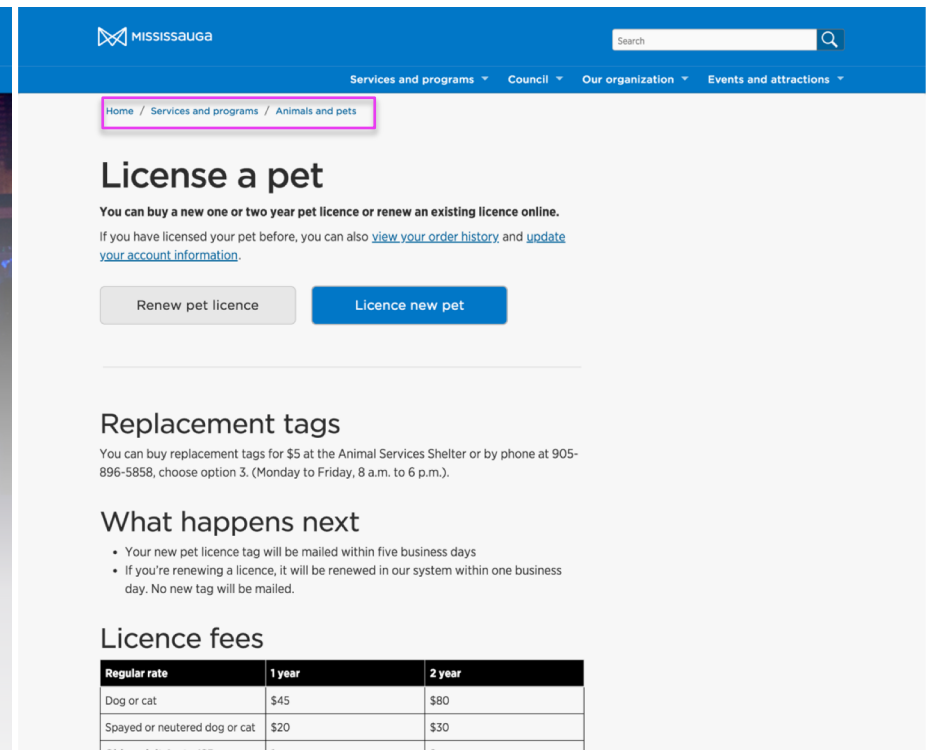 MISSISSAUGA
Search
Services and programs Council Our organization Events and attractions
Home / Services and programs / Animals and pets
License a pet
You can buy a new one or two year pet licence or renew an existing licence online.
If you have licensed your pet before, you can also view your order history and update
your account information.
Renew pet licence Licence new pet
Replacement tags
You can buy replacement tags for $5 at the Animal Services Shelter or by phone at 905-
896-5858, choose option 3. (Monday to Friday, 8 a.m. to 6 p.m.).
What happens next
• Your new pet licence tag will be mailed within five business days
• If you’re renewing a licence, it will be renewed in our system within one business
day. No new tag will be mailed.
Licence fees
Regular rate 1 year 2 year
Dog or cat $45 $80
Spayed or neutered dog or cat $20 $30